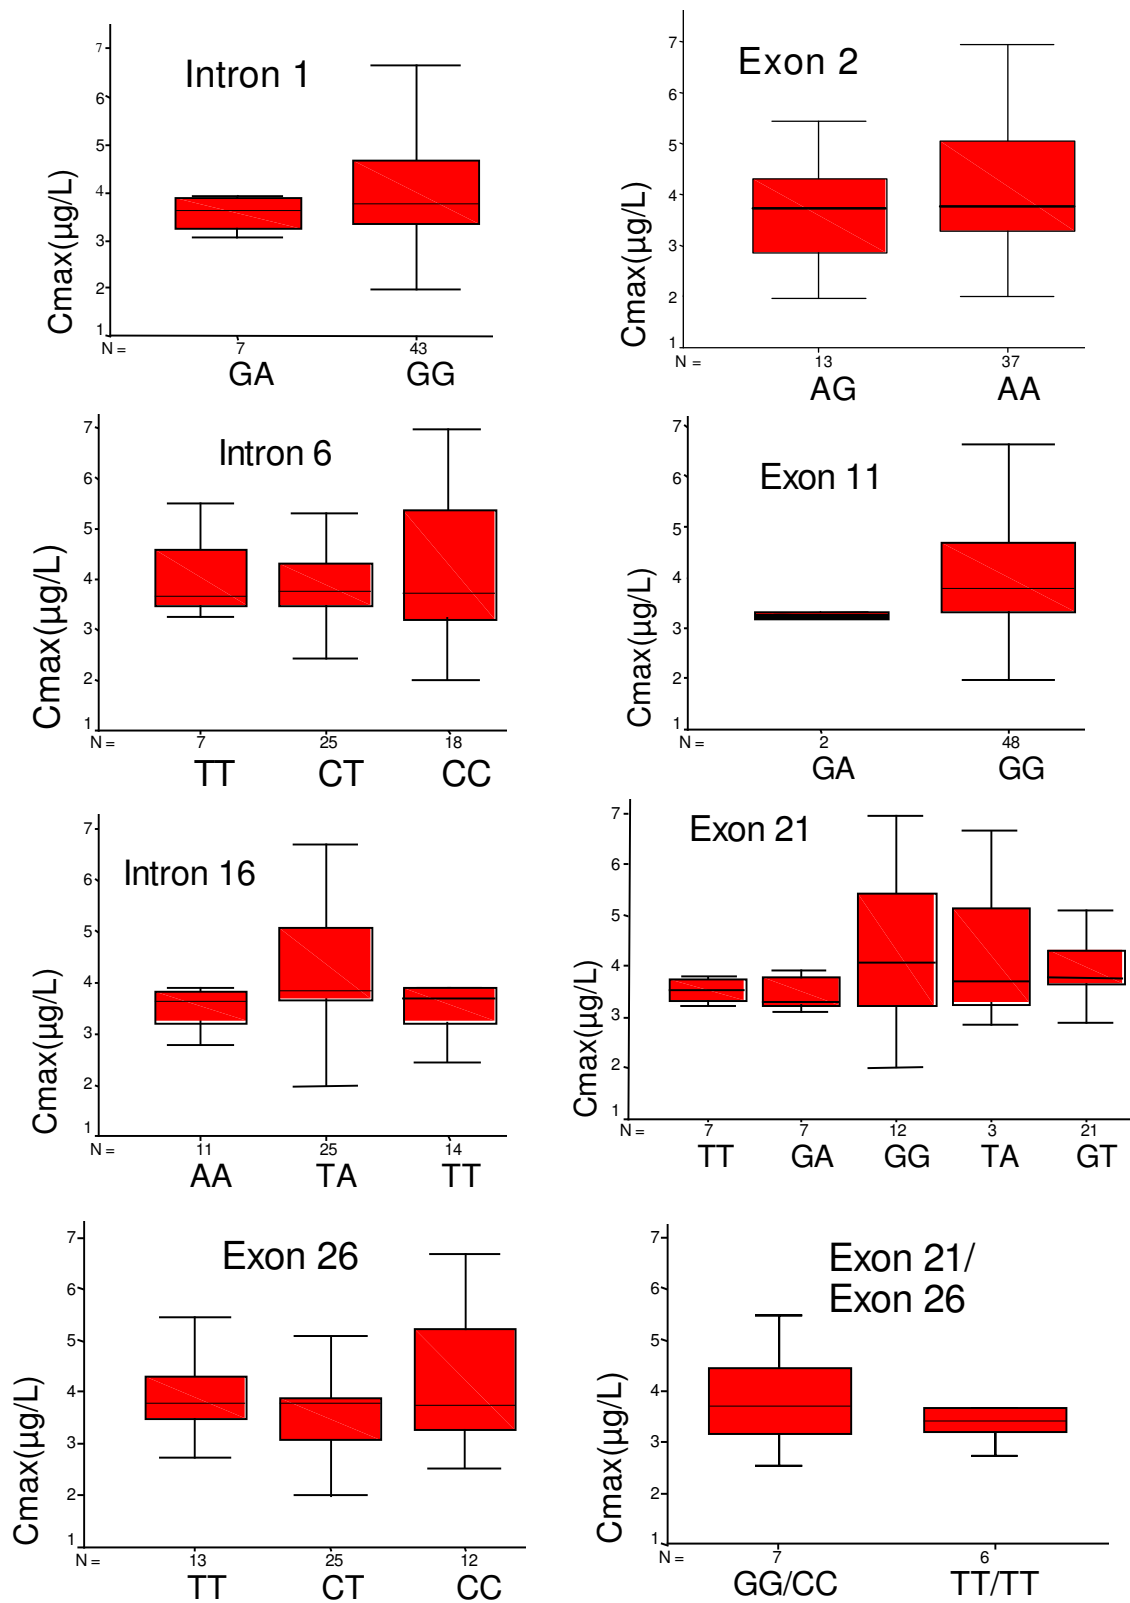 Intron 1
Cmax(µg/L)
7
6
5
4
3
2
1
N =
7
43
GA
GG
Exon 2
Cmax(µg/L)
7
6
5
4
3
2
1
N =
13
37
AG
AA
Intron 6
Cmax(µg/L)
7
6
5
4
3
2
1
N =
7
25
18
TT
CT
CC
Exon 11
Cmax(µg/L)
7
6
5
4
3
2
1
N =
2
48
GA
GG
Intron 16
Cmax(µg/L)
7
6
5
4
3
2
1
N =
11
25
14
AA
TA
TT
Exon 21
Cmax(µg/L)
7
6
5
4
3
2
1
N =
7
7
12
3
21
TT
GA
GG
TA
GT
Exon 26
Cmax(µg/L)
7
6
5
4
3
2
1
N =
13
25
12
TT
CT
CC
Exon 21/
Exon 26
Cmax(µg/L)
7
6
5
4
3
2
1
N =
7
6
GG/CC
TT/TT